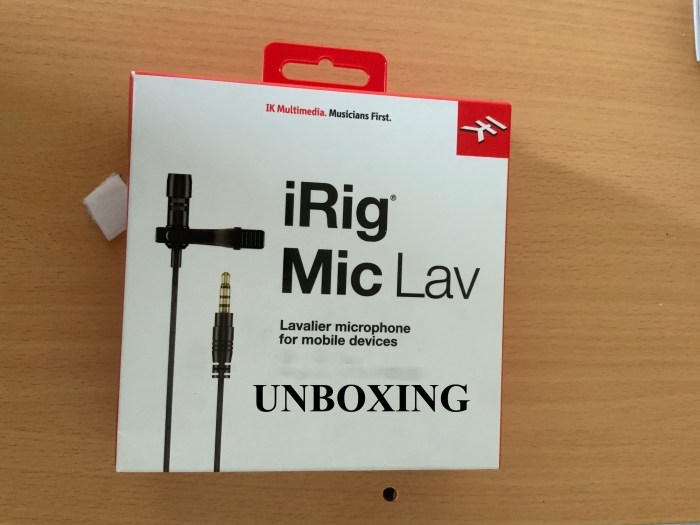 IK Multimedia. Musicians First.
iRig®
Mic Lav
Lavalier microphone
for mobile devices
UNBOXING